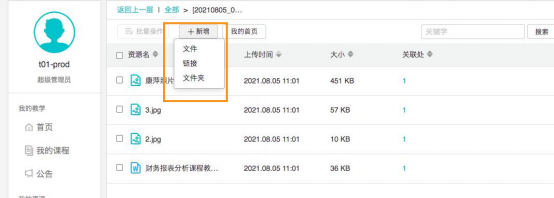 返回上一层 | 全部 > [20210805_0...
批量操作 + 新增 我的首页 关键字 搜索
文件
链接
文件夹
t01-prod
超级管理员
资源名 上传时间 大小 关联处
2021.08.05 11:01 451 KB 1
3.jpg 2021.08.05 11:01 57 KB 1
2.jpg 2021.08.05 11:01 10 KB 1
W 财务报表分析课程教... 2021.08.05 11:01 36 KB 1
我的教学
首页
我的课程
公告